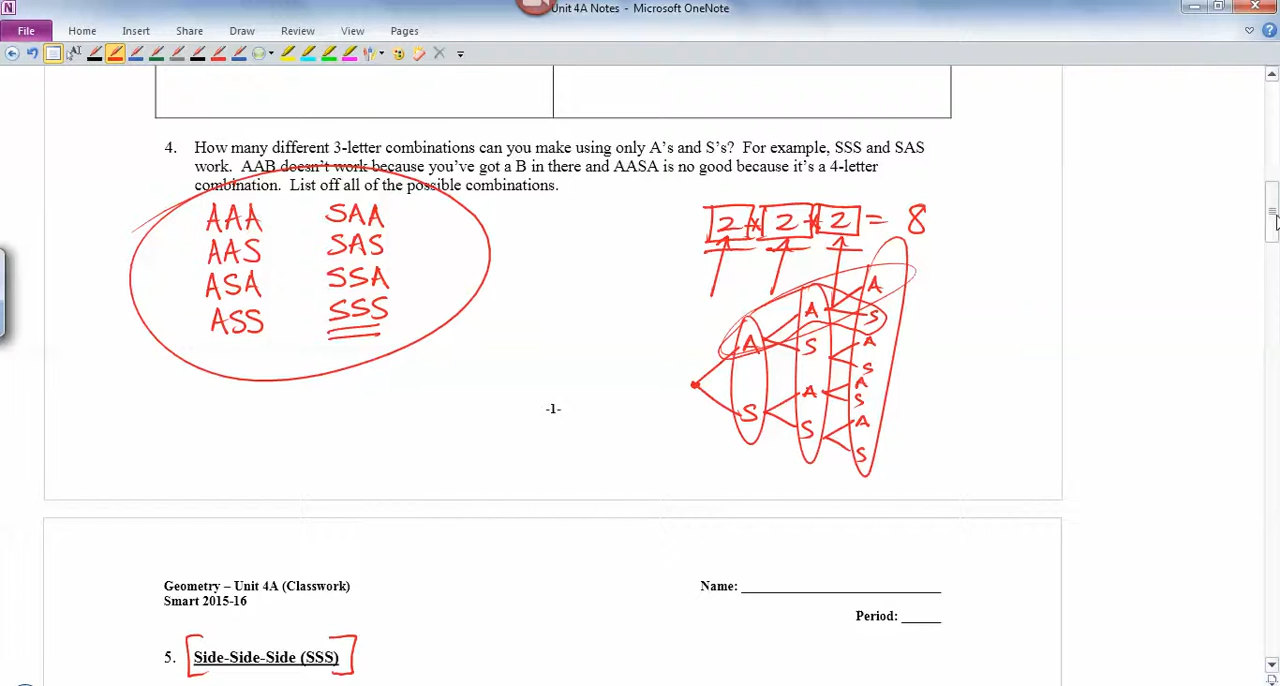 Unit 4A Notes - Microsoft OneNote
File Home Insert Share Draw Review View Pages
4. How many different 3-letter combinations can you make using only A's and S's? For example, SSS and SAS
work. AAB doesn't work because you've got a B in there and AASA is no good because it's a 4-letter
combination. List off all of the possible combinations.
AAA SAA
AAS SAS
ASA SSA
ASS SSS
2 x 2 x 2 = 8
A
A S
A S A
S
A A
S S
S A
S
-1-
Geometry – Unit 4A (Classwork) Name:
Smart 2015-16
Period:
5. Side-Side-Side (SSS)